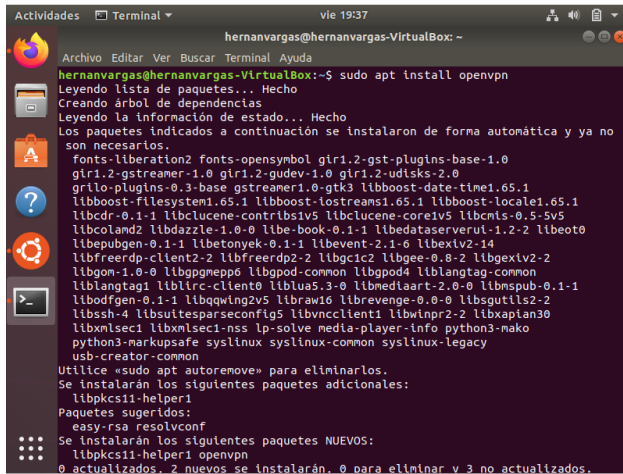 Actividades Terminal vie 19:37
hernanvargas@hernanvargas-VirtualBox: ~
Archivo Editar Ver Buscar Terminal Ayuda
hernanvargas@hernanvargas-VirtualBox:~$ sudo apt install openvpn
Leyendo lista de paquetes... Hecho
Creando árbol de dependencias
Leyendo la información de estado... Hecho
Los paquetes indicados a continuación se instalaron de forma automática y ya no
son necesarios.
fonts-liberation2 fonts-opensymbol gir1.2-gst-plugins-base-1.0
gir1.2-gstreamer-1.0 gir1.2-gudev-1.0 gir1.2-udisks-2.0
grilo-plugins-0.3-base gstreamer1.0-gtk3 libboost-date-time1.65.1
libboost-filesystem1.65.1 libboost-iostreams1.65.1 libboost-locale1.65.1
libcdr-0.1-1 libclucene-contribs1v5 libclucene-core1v5 libcmis-0.5-5v5
libcolamd2 libdazzle-1.0-0 libe-book-0.1-1 libedataserverui-1.2-2 libeot0
libepubgen-0.1-1 libetonyek-0.1-1 libevent-2.1-6 libexiv2-14
libfreerdp-client2-2 libfreerdp2-2 libgc1c2 libgee-0.8-2 libgexiv2-2
libgom-1.0-0 libgpgmepp6 libgpod-common libgpod4 liblangtag-common
liblangtag1 liblirc-client0 liblua5.3-0 libmediaart-2.0-0 libmspub-0.1-1
libodfgen-0.1-1 libqqwing2v5 libraw16 librevenge-0.0-0 libsgutils2-2
libssh-4 libsuitesparseconfig5 libvncclient1 libwinpr2-2 libxapian30
libxmlsec1 libxmlsec1-nss lp-solve media-player-info python3-mako
python3-markupsafe syslinux syslinux-common syslinux-legacy
usb-creator-common
Utilice «sudo apt autoremove» para eliminarlos.
Se instalarán los siguientes paquetes adicionales:
libpkcs11-helper1
Paquetes sugeridos:
easy-rsa resolvconf
Se instalarán los siguientes paquetes NUEVOS:
libpkcs11-helper1 openvpn
0 actualizados, 2 nuevos se instalarán, 0 para eliminar y 3 no actualizados.